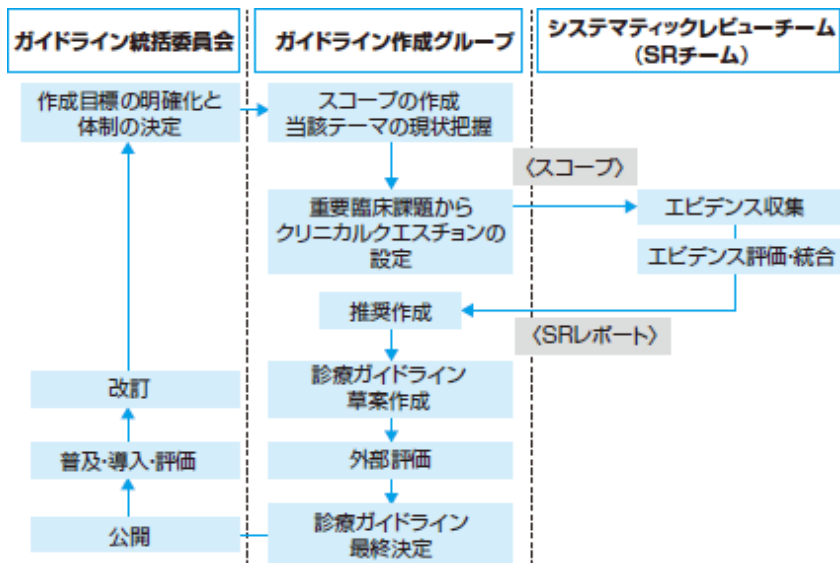 ガイドライン統括委員会
ガイドライン作成グループ
システマティックレビューチーム
(SRチーム)
作成目標の明確化と
体制の決定
スコープの作成
当該テーマの現状把握
〈スコープ〉
重要臨床課題から
クリニカルクエスチョンの
設定
エビデンス収集
エビデンス評価・統合
推奨作成
〈SRレポート〉
診療ガイドライン
草案作成
改訂
普及・導入・評価
外部評価
公開
診療ガイドライン
最終決定